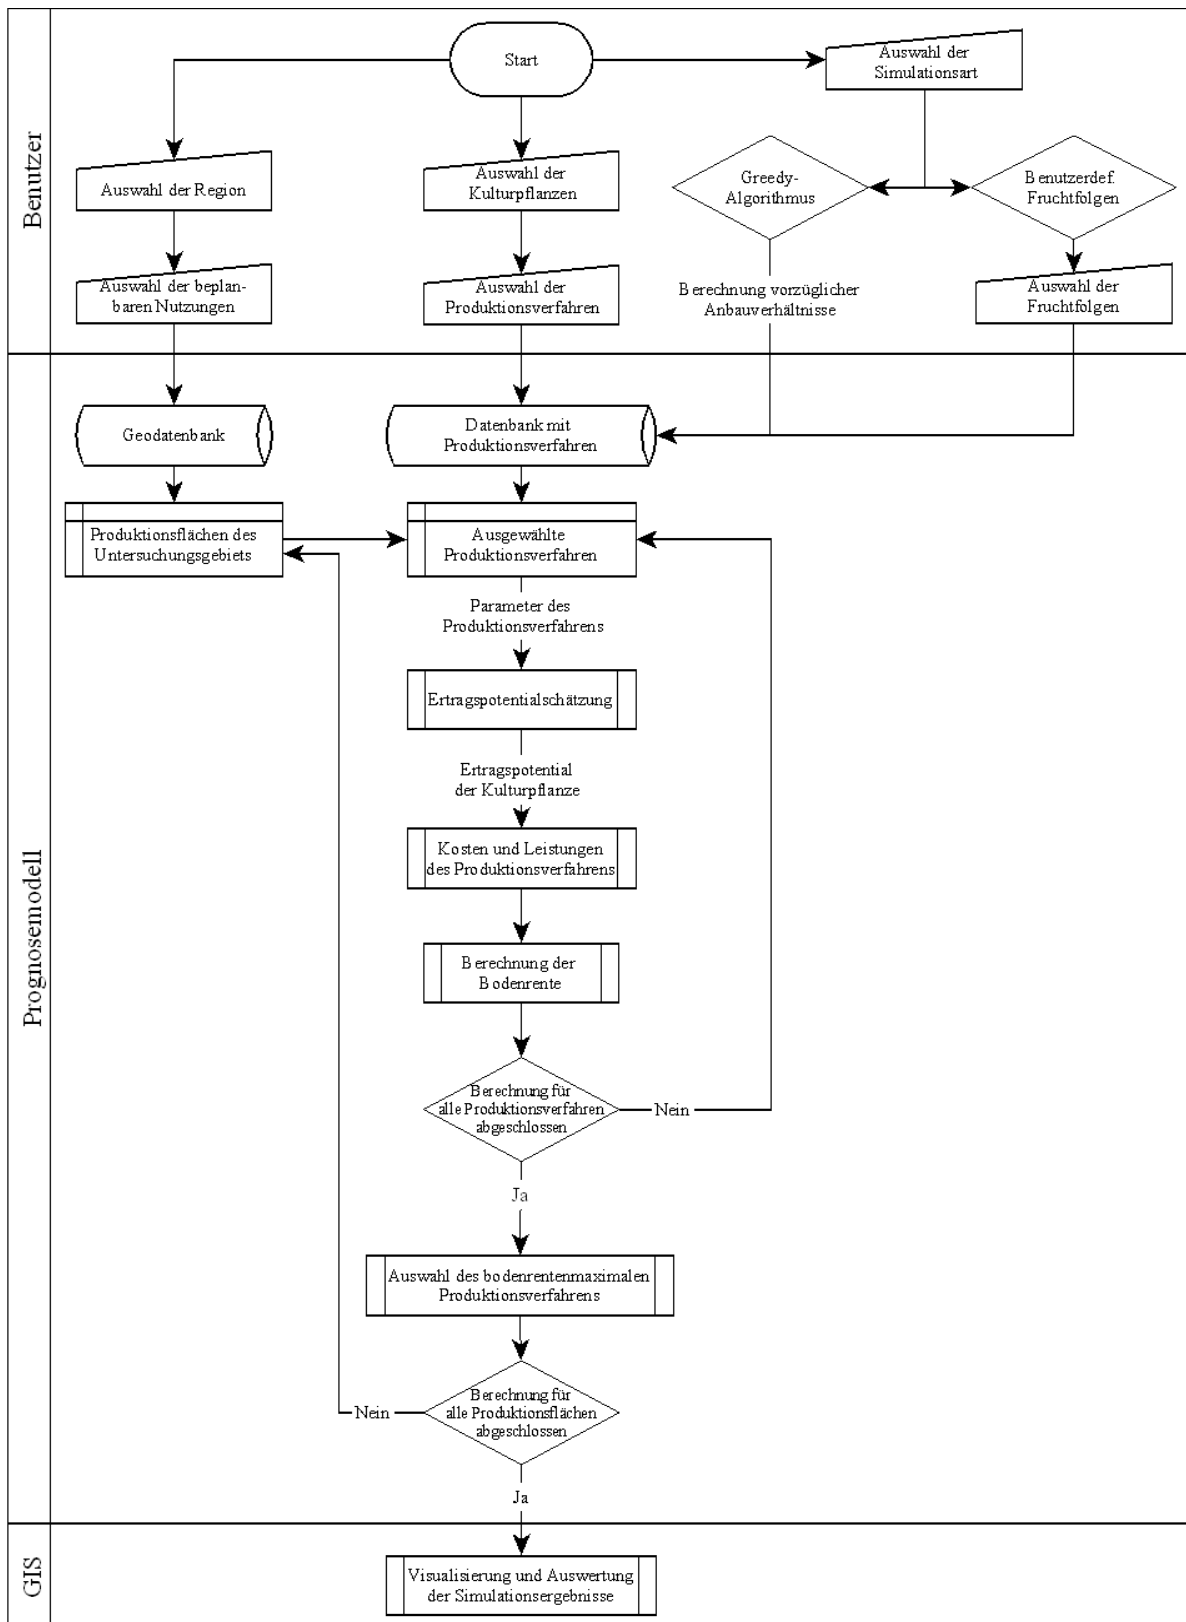 Benutzer
Start
Auswahl der
Simulationsart
Auswahl der Region
Auswahl der
Kulturpflanzen
Greedy-
Algorithmus
Benutzerdef.
Fruchtfolgen
Auswahl der beplan-
baren Nutzungen
Auswahl der
Produktionsverfahren
Berechnung vorzüglicher
Anbauverhältnisse
Auswahl der
Fruchtfolgen
Prognosemodell
Geodatenbank
Datenbank mit
Produktionsverfahren
Produktionsflächen des
Untersuchungsgebiets
Ausgewählte
Produktionsverfahren
Parameter des
Produktionsverfahrens
Ertragspotentialschätzung
Ertragspotential
der Kulturpflanze
Kosten und Leistungen
des Produktionsverfahrens
Berechnung der
Bodenrente
Berechnung für
alle Produktionsverfahren
abgeschlossen
Nein
Ja
Auswahl des bodenrentenmaximalen
Produktionsverfahrens
Berechnung für
alle Produktionsflächen
abgeschlossen
Nein
Ja
GIS
Visualisierung und Auswertung
der Simulationsergebnisse